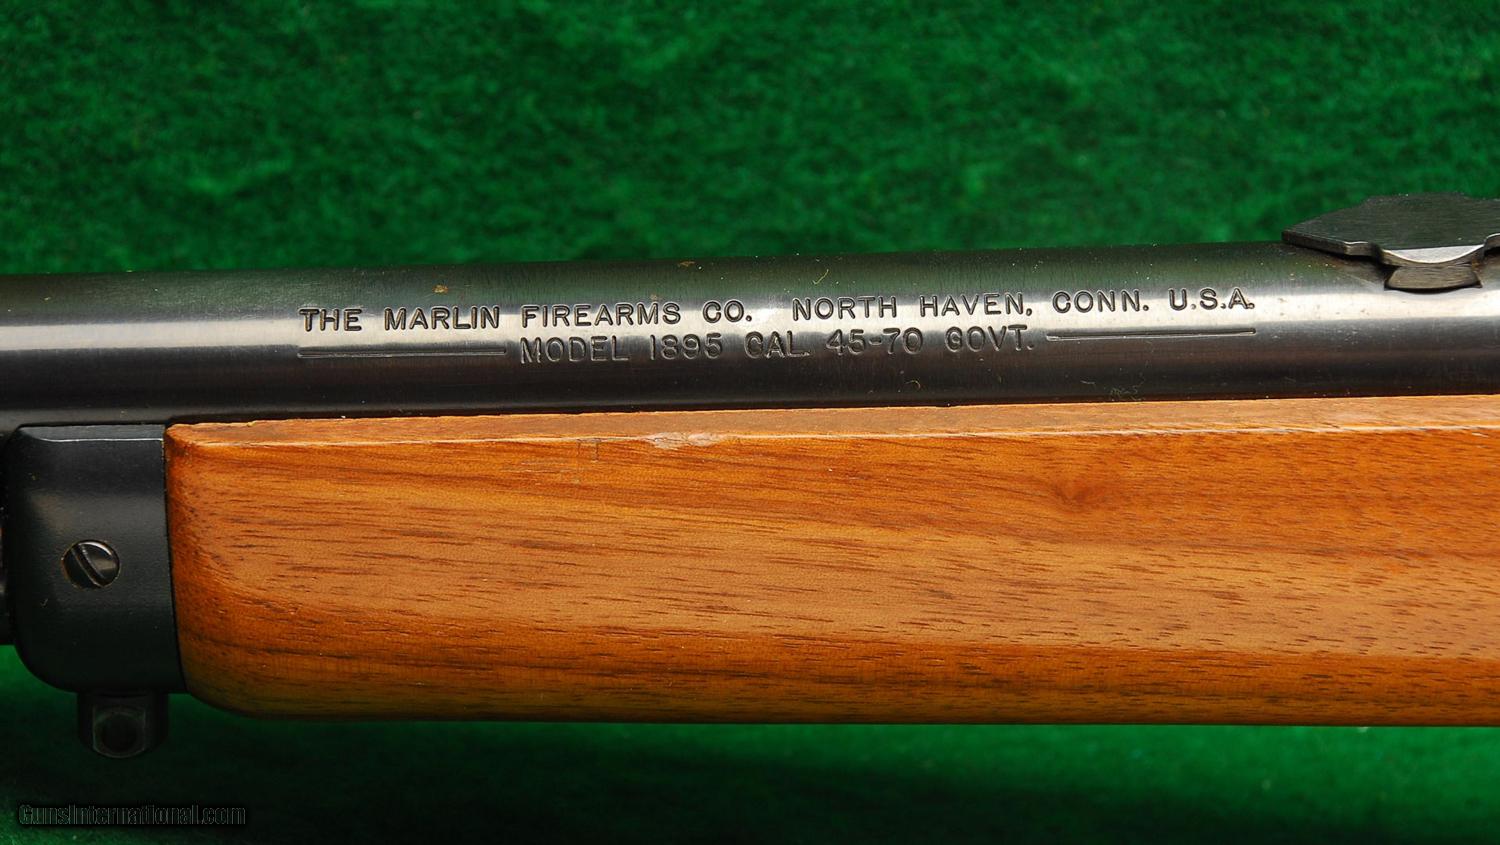 THE MARLIN FIREARMS CO. NORTH HAVEN, CONN. U.S.A.
MODEL 1895 CAL. 45-70 GOVT.
GunsInternational.com